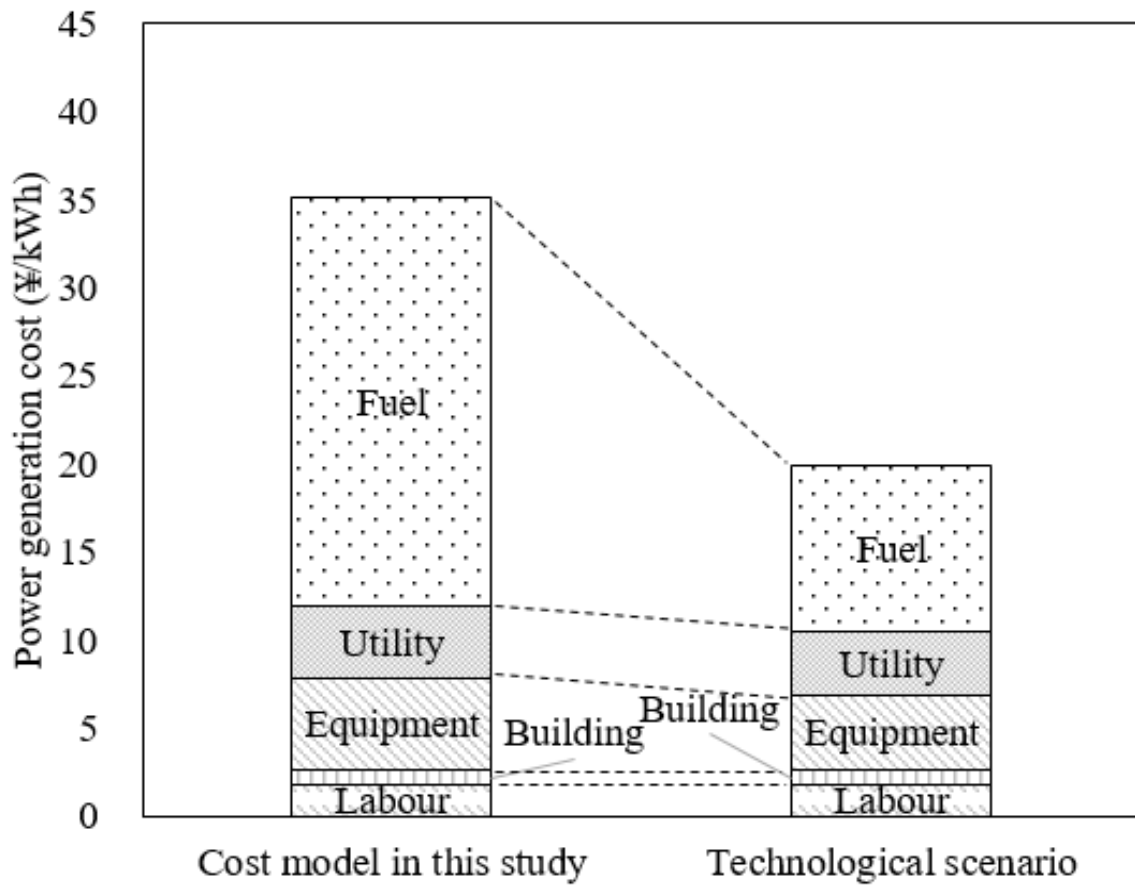 Power generation cost (¥/kWh)
45
40
35
30
25
20
15
10
5
0
Fuel
Utility
Equipment
Building
Labour
Fuel
Utility
Equipment
Building
Labour
Cost model in this study
Technological scenario